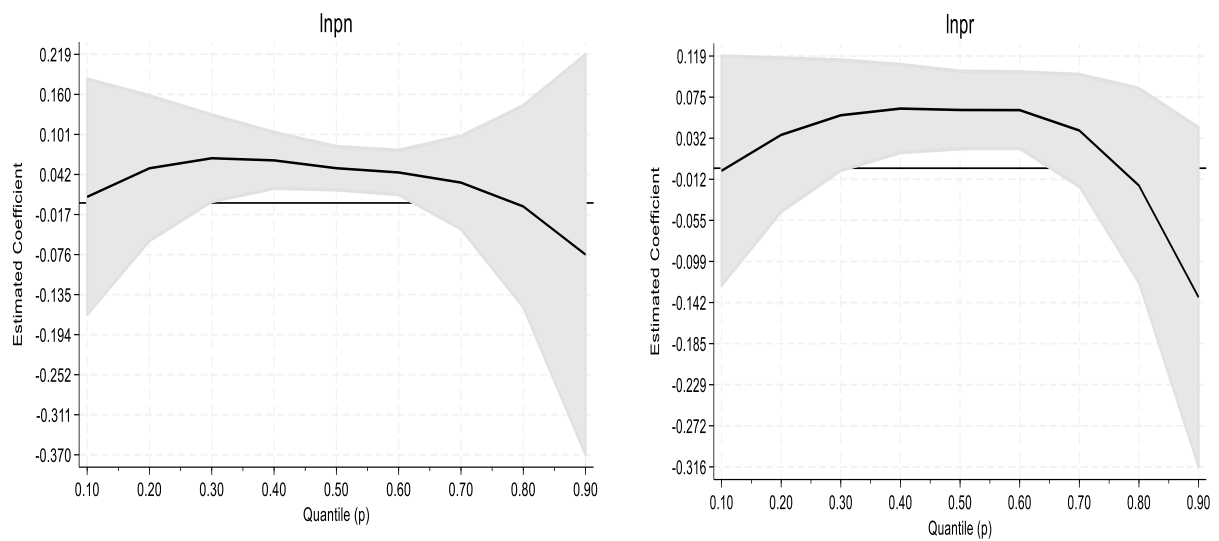 lnpn
Estimated Coefficient
0.219
0.160
0.101
0.042
-0.017
-0.076
-0.135
-0.194
-0.252
-0.311
-0.370
0.10 0.20 0.30 0.40 0.50 0.60 0.70 0.80 0.90
Quantile (p)
lnpr
Estimated Coefficient
0.119
0.075
0.032
-0.012
-0.055
-0.099
-0.142
-0.185
-0.229
-0.272
-0.316
0.10 0.20 0.30 0.40 0.50 0.60 0.70 0.80 0.90
Quantile (p)